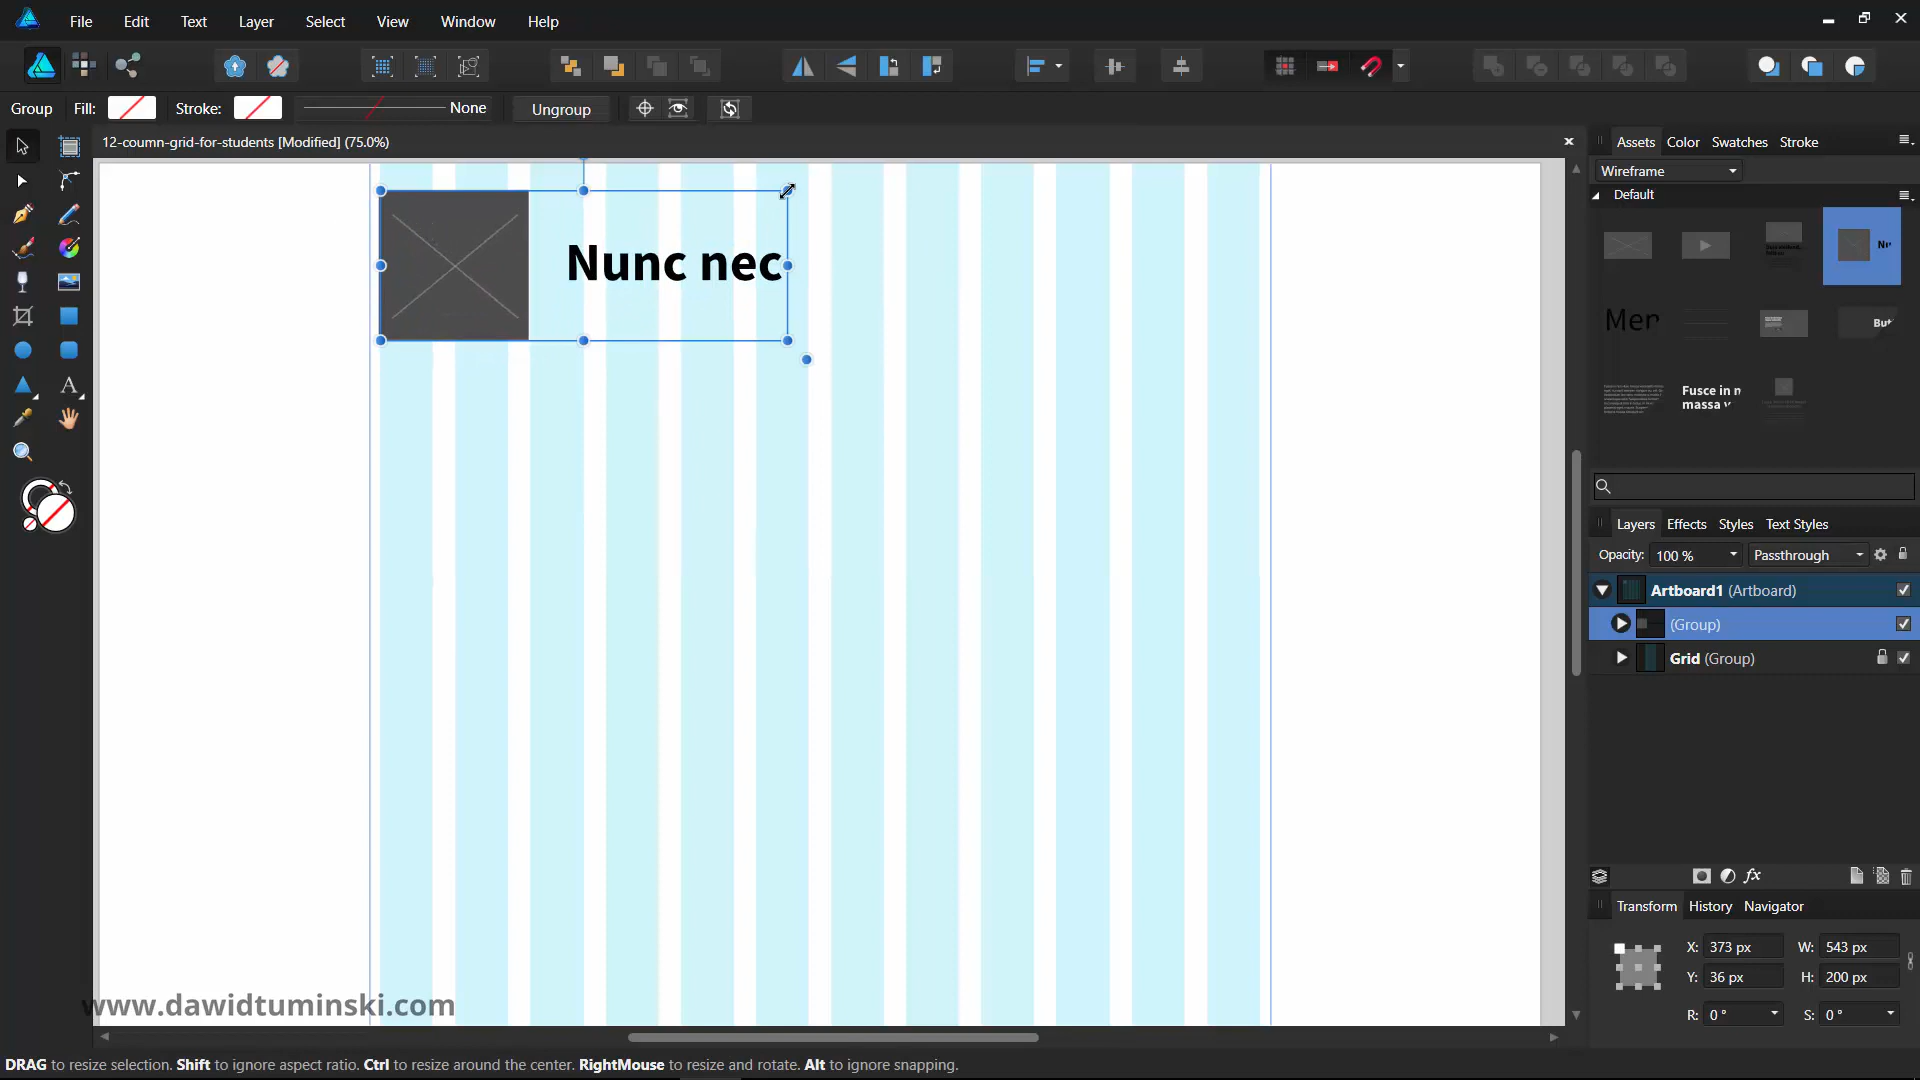 File Edit Text Layer Select View Window Help
Group Fill: Stroke: None Ungroup
12-coumn-grid-for-students [Modified] (75.0%)
Assets Color Swatches Stroke
Wireframe
Default
Nunc nec
Nu
Mer
But
Fusce in n
massa v
Layers Effects Styles Text Styles
Opacity: 100 % Passthrough
Artboard1 (Artboard)
(Group)
Grid (Group)
Transform History Navigator
X: 373 px W: 543 px
Y: 36 px H: 200 px
R: 0 ° S: 0 °
www.dawidtuminski.com
DRAG to resize selection. Shift to ignore aspect ratio. Ctrl to resize around the center. RightMouse to resize and rotate. Alt to ignore snapping.